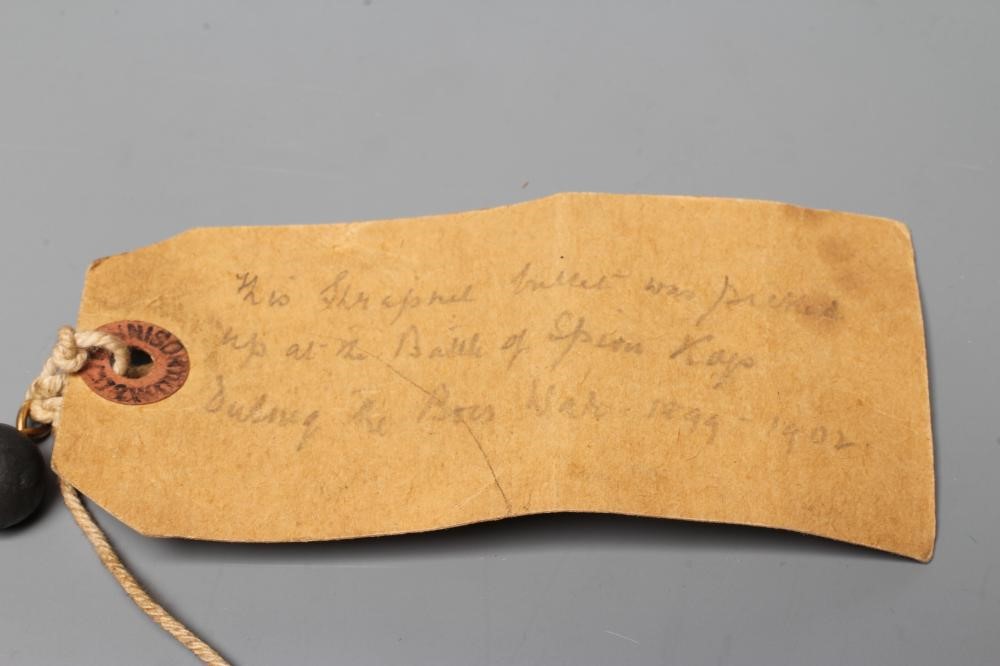 This Shrapnel bullet was picked
up at the Battle of Spion Kop
During the Boer War 1899 - 1902.